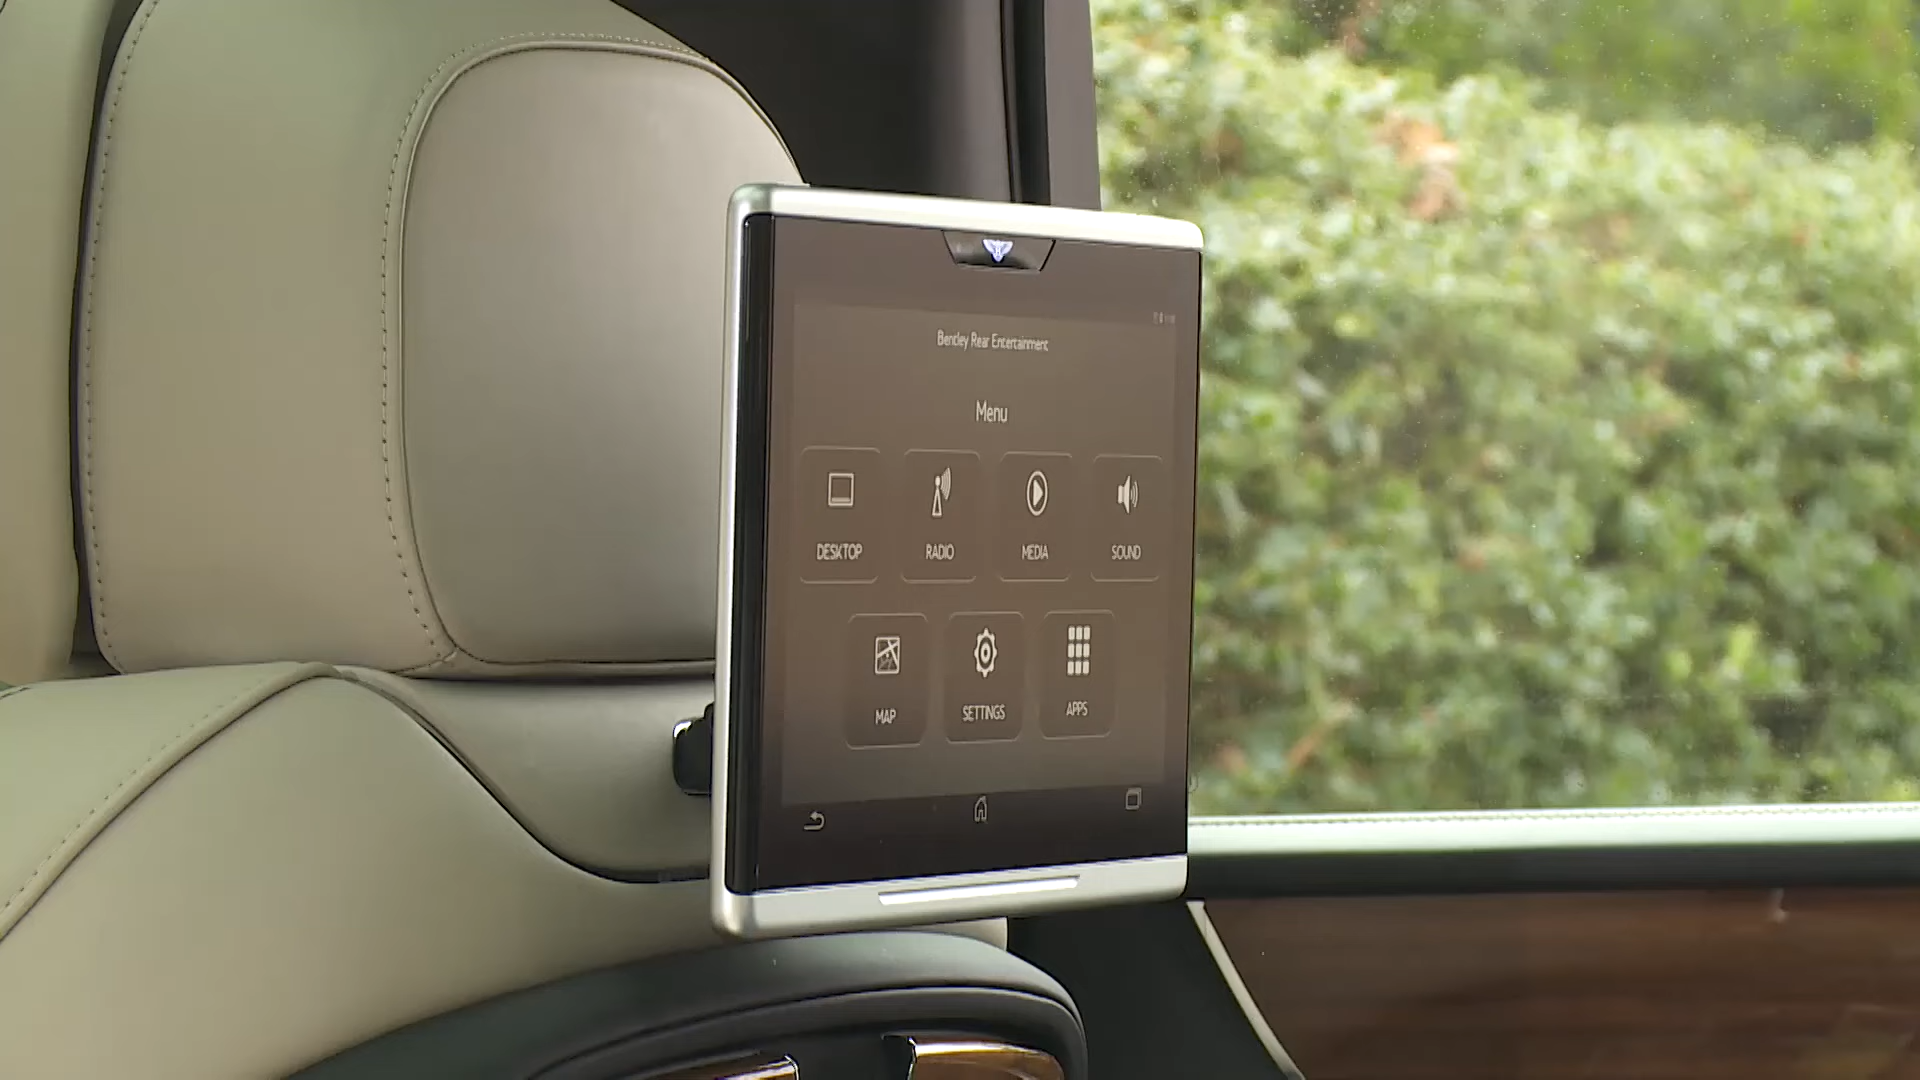 Bentley Rear Entertainment
Menu
DESKTOP
RADIO
MEDIA
SOUND
MAP
SETTINGS
APPS